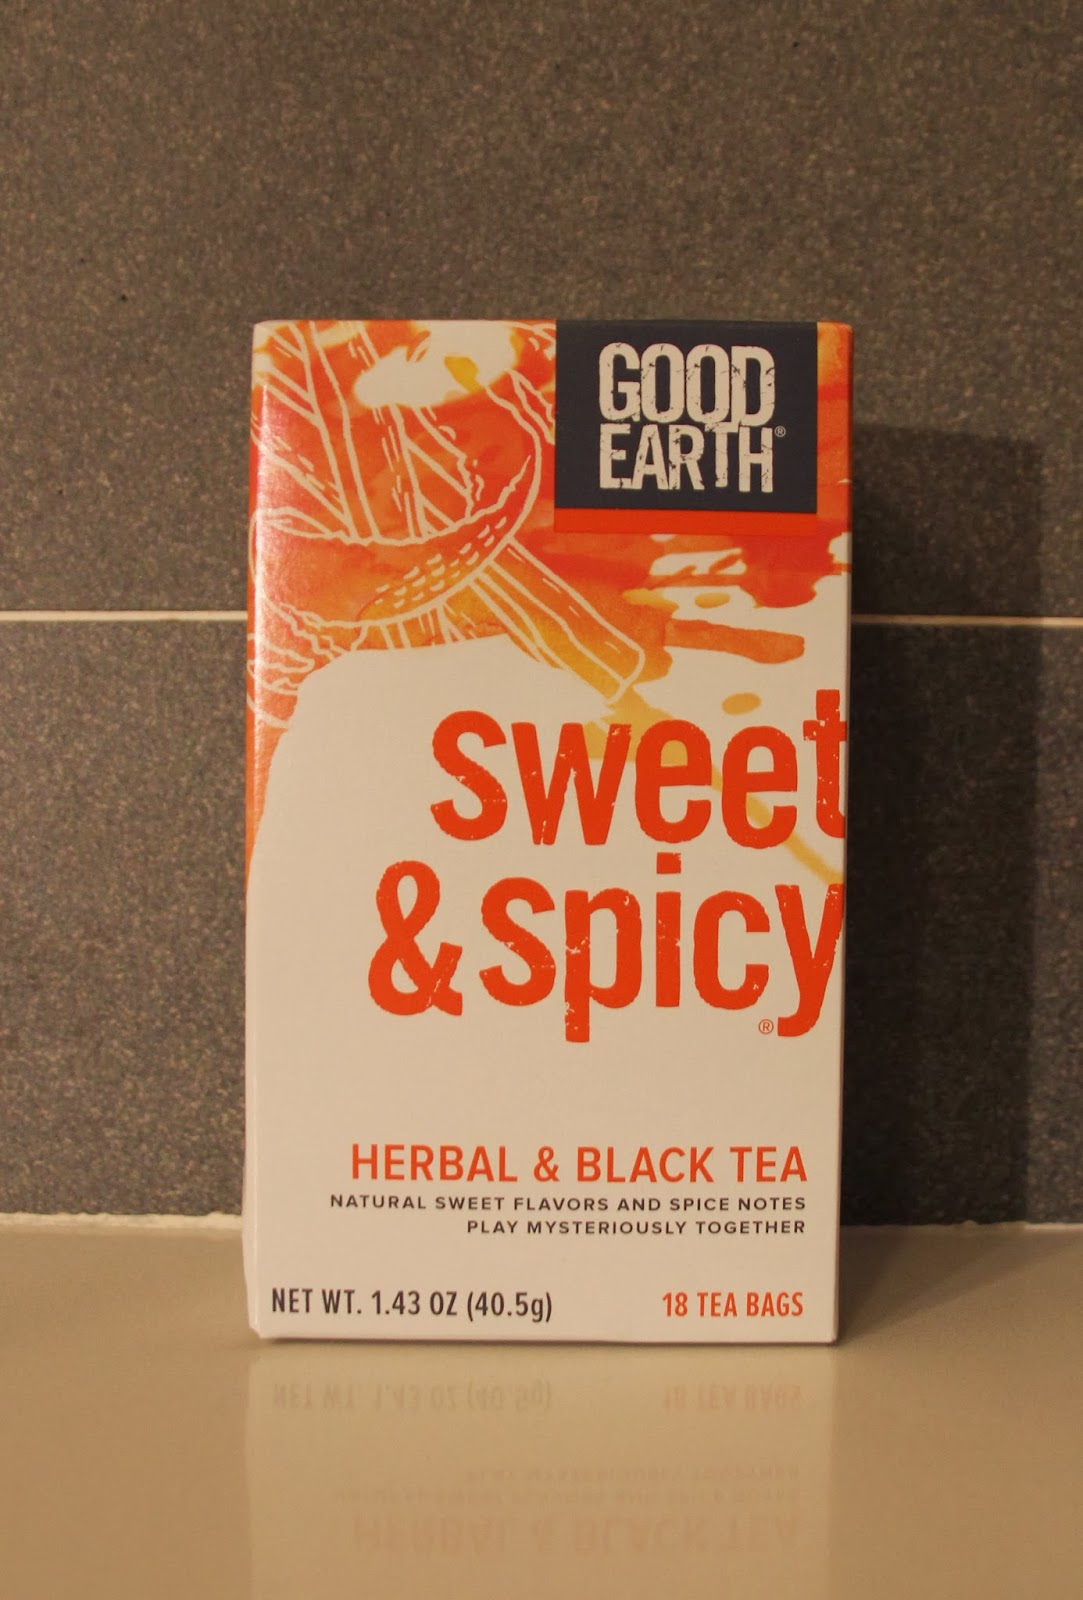 GOOD
EARTH®
sweet
&spicy®
HERBAL & BLACK TEA
NATURAL SWEET FLAVORS AND SPICE NOTES
PLAY MYSTERIOUSLY TOGETHER
NET WT. 1.43 OZ (40.5g) 18 TEA BAGS